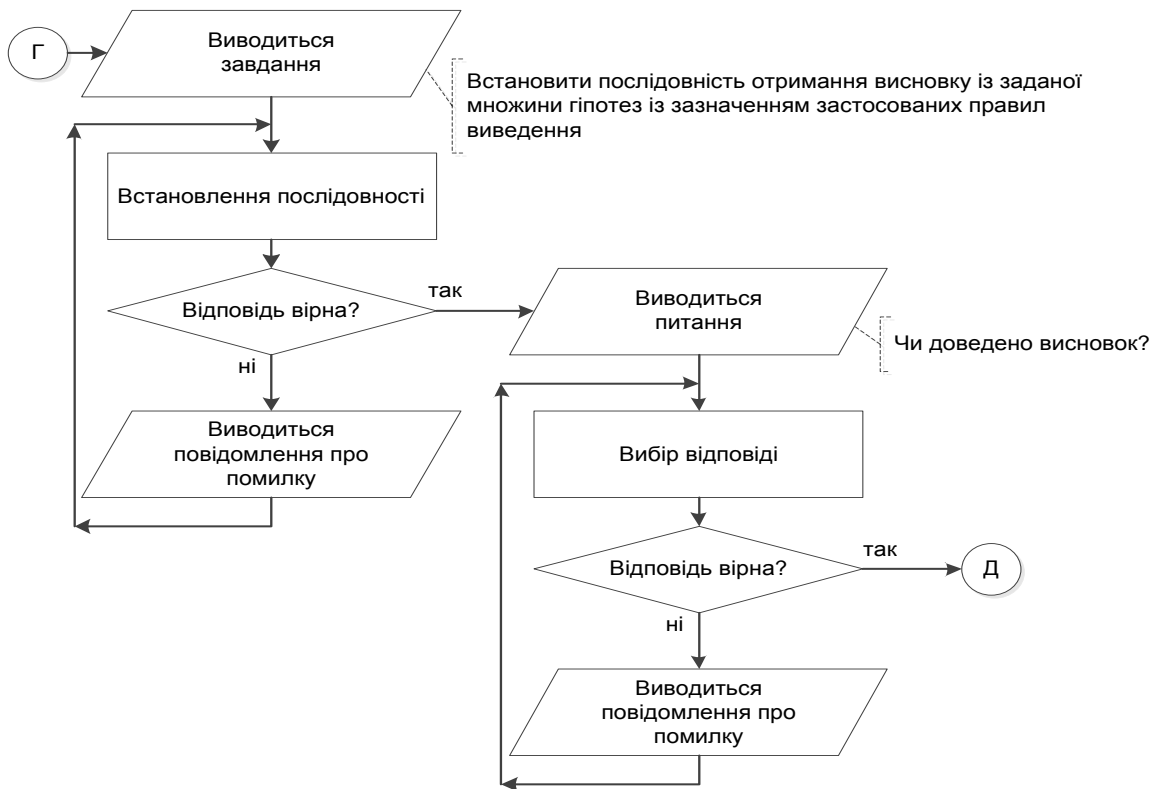 Г
Виводиться
завдання
Встановити послідовність отримання висновку із заданої
множини гіпотез із зазначенням застосованих правил
виведення
Встановлення послідовності
Відповідь вірна?
так
ні
Виводиться
повідомлення про
помилку
Виводиться
питання
Чи доведено висновок?
Вибір відповіді
Відповідь вірна?
так
Д
ні
Виводиться
повідомлення про
помилку